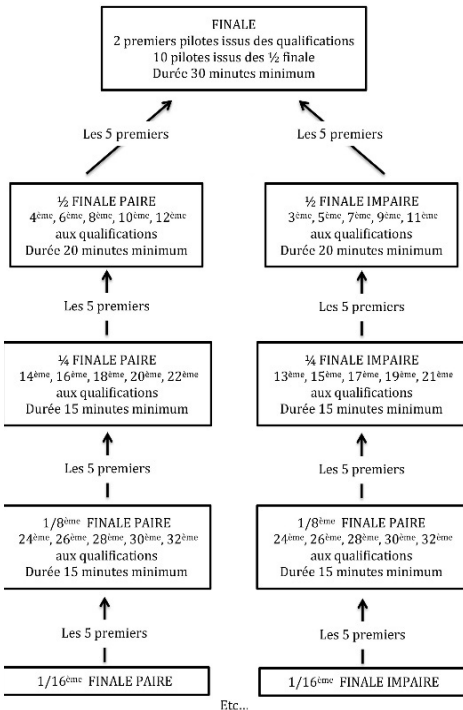 FINALE
2 premiers pilotes issus des qualifications
10 pilotes issus des ½ finale
Durée 30 minutes minimum
Les 5 premiers
Les 5 premiers
½ FINALE PAIRE
4ème, 6ème, 8ème, 10ème, 12ème
aux qualifications
Durée 20 minutes minimum
½ FINALE IMPAIRE
3ème, 5ème, 7ème, 9ème, 11ème
aux qualifications
Durée 20 minutes minimum
Les 5 premiers
Les 5 premiers
¼ FINALE PAIRE
14ème, 16ème, 18ème, 20ème, 22ème
aux qualifications
Durée 15 minutes minimum
¼ FINALE IMPAIRE
13ème, 15ème, 17ème, 19ème, 21ème
aux qualifications
Durée 15 minutes minimum
Les 5 premiers
Les 5 premiers
1/8ème FINALE PAIRE
24ème, 26ème, 28ème, 30ème, 32ème
aux qualifications
Durée 15 minutes minimum
1/8ème FINALE PAIRE
24ème, 26ème, 28ème, 30ème, 32ème
aux qualifications
Durée 15 minutes minimum
Les 5 premiers
Les 5 premiers
1/16ème FINALE PAIRE
1/16ème FINALE IMPAIRE
Etc...